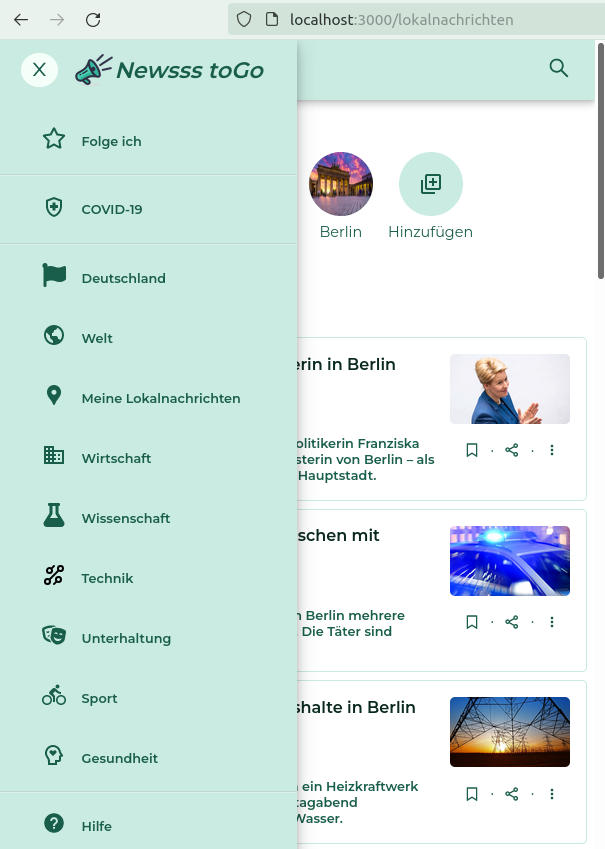 localhost:3000/lokalnachrichten
X
Newsss toGo
Folge ich
COVID-19
Deutschland
Welt
Meine Lokalnachrichten
Wirtschaft
Wissenschaft
Technik
Unterhaltung
Sport
Gesundheit
Hilfe
Berlin
Hinzufügen
erin in Berlin
olitikerin Franziska
sterin von Berlin – als
Hauptstadt.
schen mit
n Berlin mehrere
. Die Täter sind
shalte in Berlin
ein Heizkraftwerk
tagabend
Wasser.